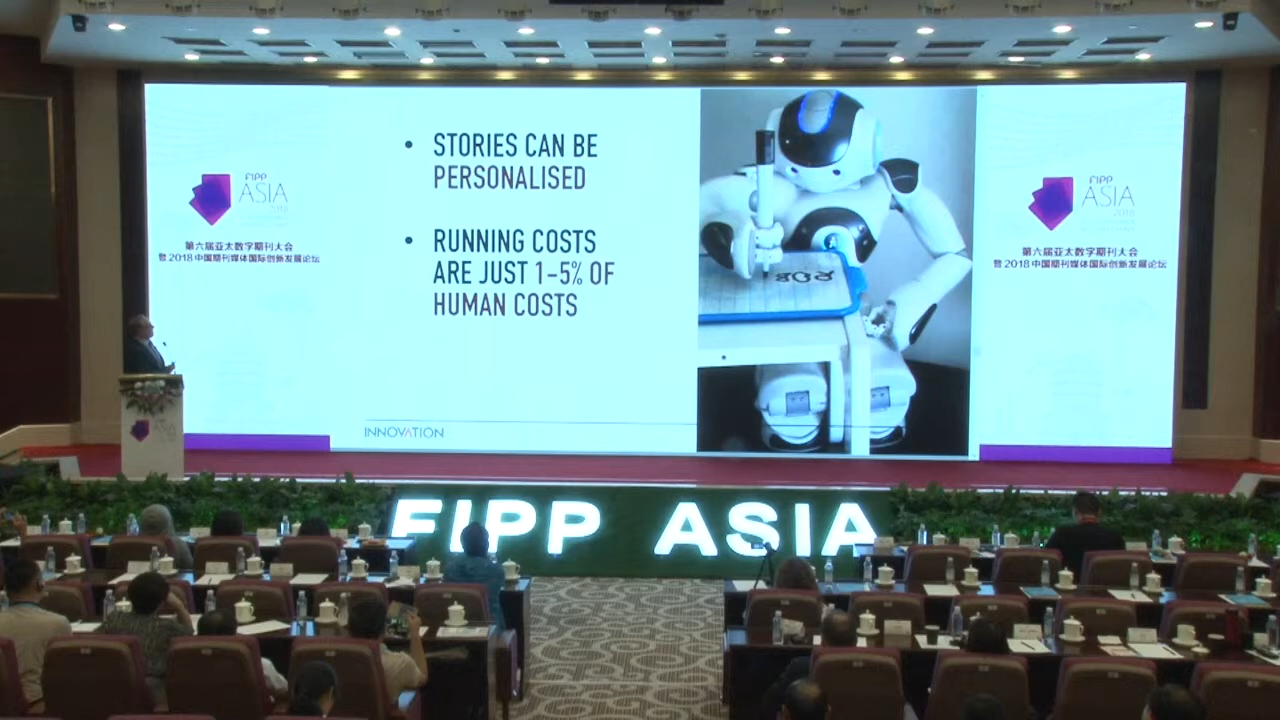 FIPP
ASIA
2018
第六届亚太数字期刊大会
暨2018中国期刊媒体国际创新发展论坛
• STORIES CAN BE
PERSONALISED
• RUNNING COSTS
ARE JUST 1-5% OF
HUMAN COSTS
INNOVATION
FIPP
ASIA
2018
第六届亚太数字期刊大会
暨2018中国期刊媒体国际创新发展论坛
FIPP ASIA